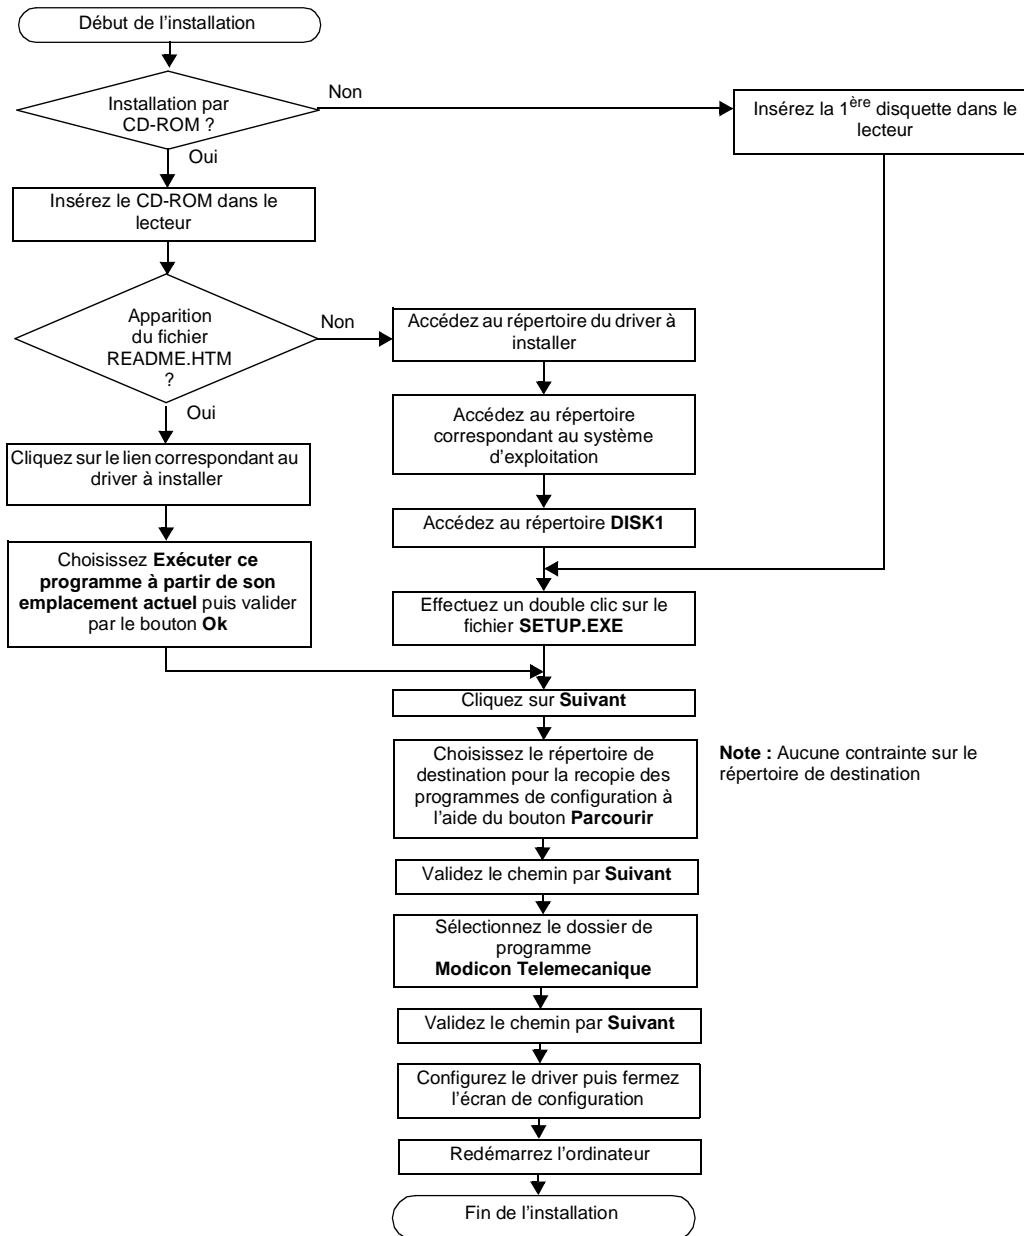 Début de l'installation
Installation par
CD-ROM ?
Non
Insérez la 1ère disquette dans le
lecteur
Oui
Insérez le CD-ROM dans le
lecteur
Apparition
du fichier
README.HTM
?
Non
Accédez au répertoire du driver à
installer
Accédez au répertoire
correspondant au système
d'exploitation
Accédez au répertoire DISK1
Oui
Cliquez sur le lien correspondant au
driver à installer
Choisissez Exécuter ce
programme à partir de son
emplacement actuel puis valider
par le bouton Ok
Effectuez un double clic sur le
fichier SETUP.EXE
Cliquez sur Suivant
Choisissez le répertoire de
destination pour la recopie des
programmes de configuration à
l'aide du bouton Parcourir
Note : Aucune contrainte sur le
répertoire de destination
Validez le chemin par Suivant
Sélectionnez le dossier de
programme
Modicon Telemecanique
Validez le chemin par Suivant
Configurez le driver puis fermez
l'écran de configuration
Redémarrez l'ordinateur
Fin de l'installation